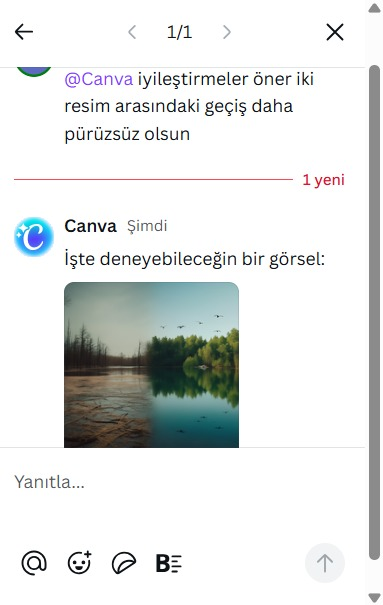 1/1
@Canva iyileştirmeler öner iki
resim arasındaki geçiş daha
pürüzsüz olsun
1 yeni
Canva Şimdi
İşte deneyebileceğin bir görsel:
Yanıtla...
B